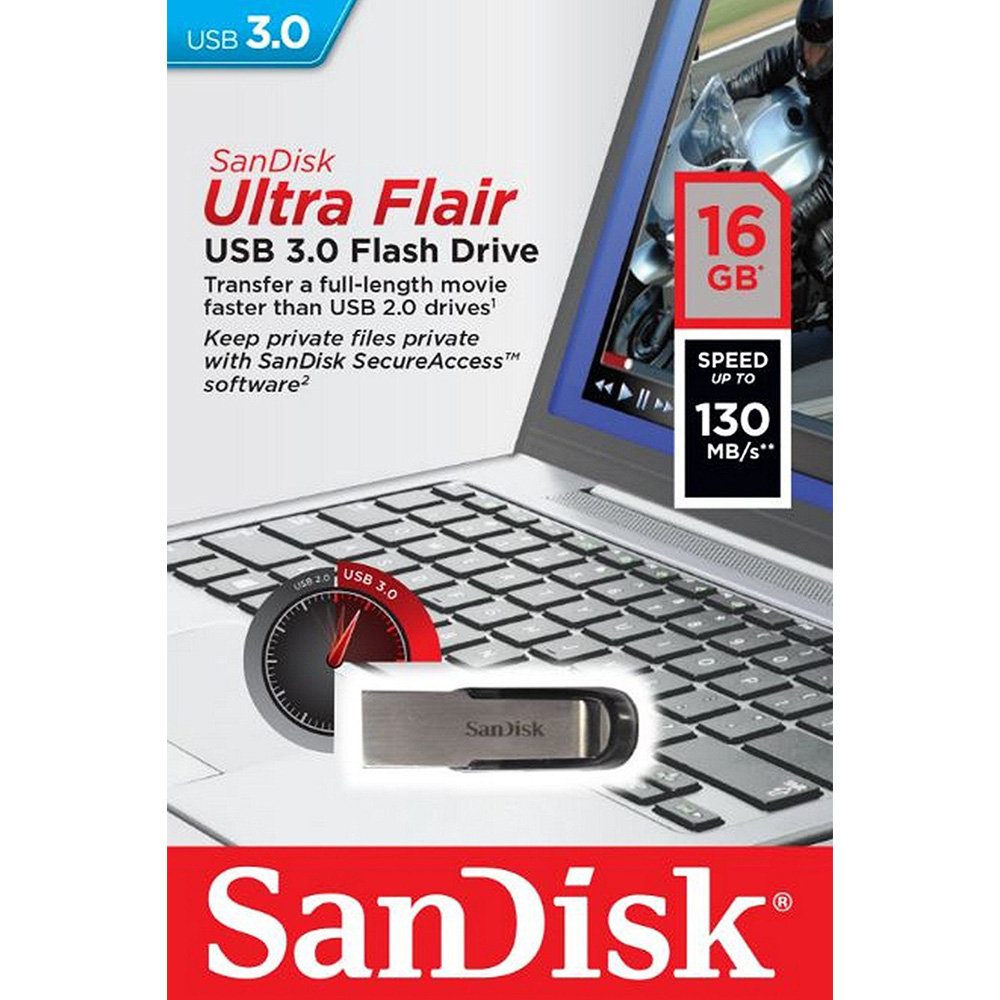 USB 3.0
SanDisk
Ultra Flair
USB 3.0 Flash Drive
Transfer a full-length movie
faster than USB 2.0 drives¹
Keep private files private
with SanDisk SecureAccess™
software²
16
GB*
SPEED
UP TO
130
MB/s**
USB 2.0
USB 3.0
SanDisk
SanDisk®